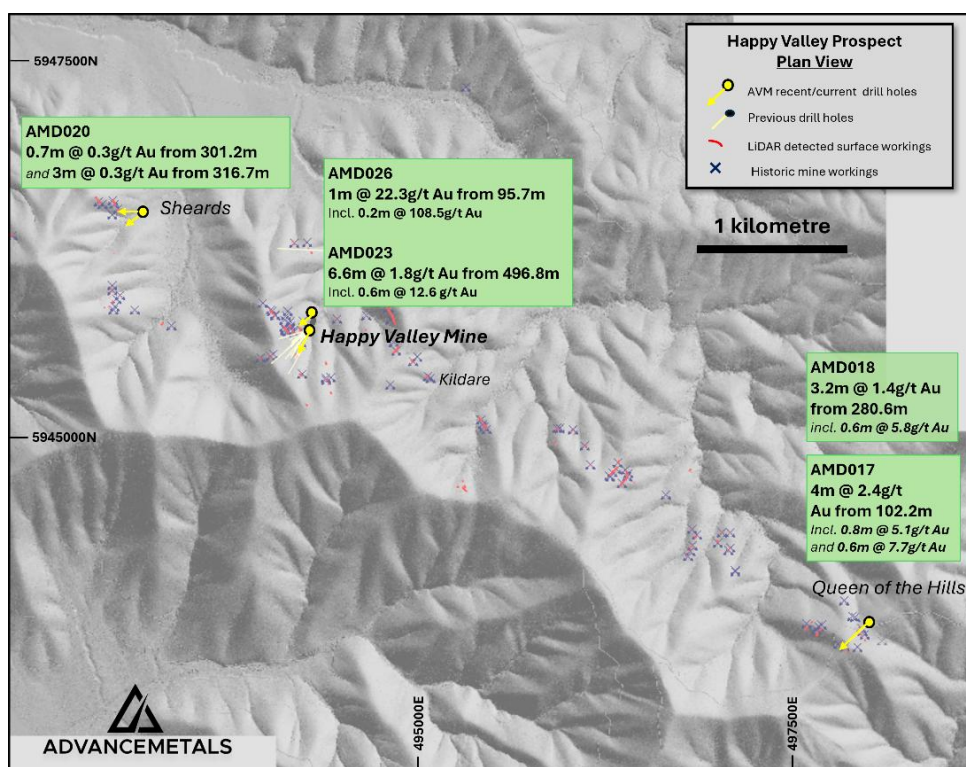 Happy Valley Prospect
Plan View
AVM recent/current drill holes
Previous drill holes
LiDAR detected surface workings
Historic mine workings
5947500N
AMD020
0.7m @ 0.3g/t Au from 301.2m
and 3m @ 0.3g/t Au from 316.7m
Sheards
AMD026
1m @ 22.3g/t Au from 95.7m
Incl. 0.2m @ 108.5g/t Au
AMD023
6.6m @ 1.8g/t Au from 496.8m
Incl. 0.6m @ 12.6 g/t Au
1 kilometre
Happy Valley Mine
Kildare
AMD018
3.2m @ 1.4g/t Au
from 280.6m
incl. 0.6m @ 5.8g/t Au
5945000N
AMD017
4m @ 2.4g/t
Au from 102.2m
Incl. 0.8m @ 5.1g/t Au
and 0.6m @ 7.7g/t Au
Queen of the Hills
495000E
497500E
ADVANCEMETALS